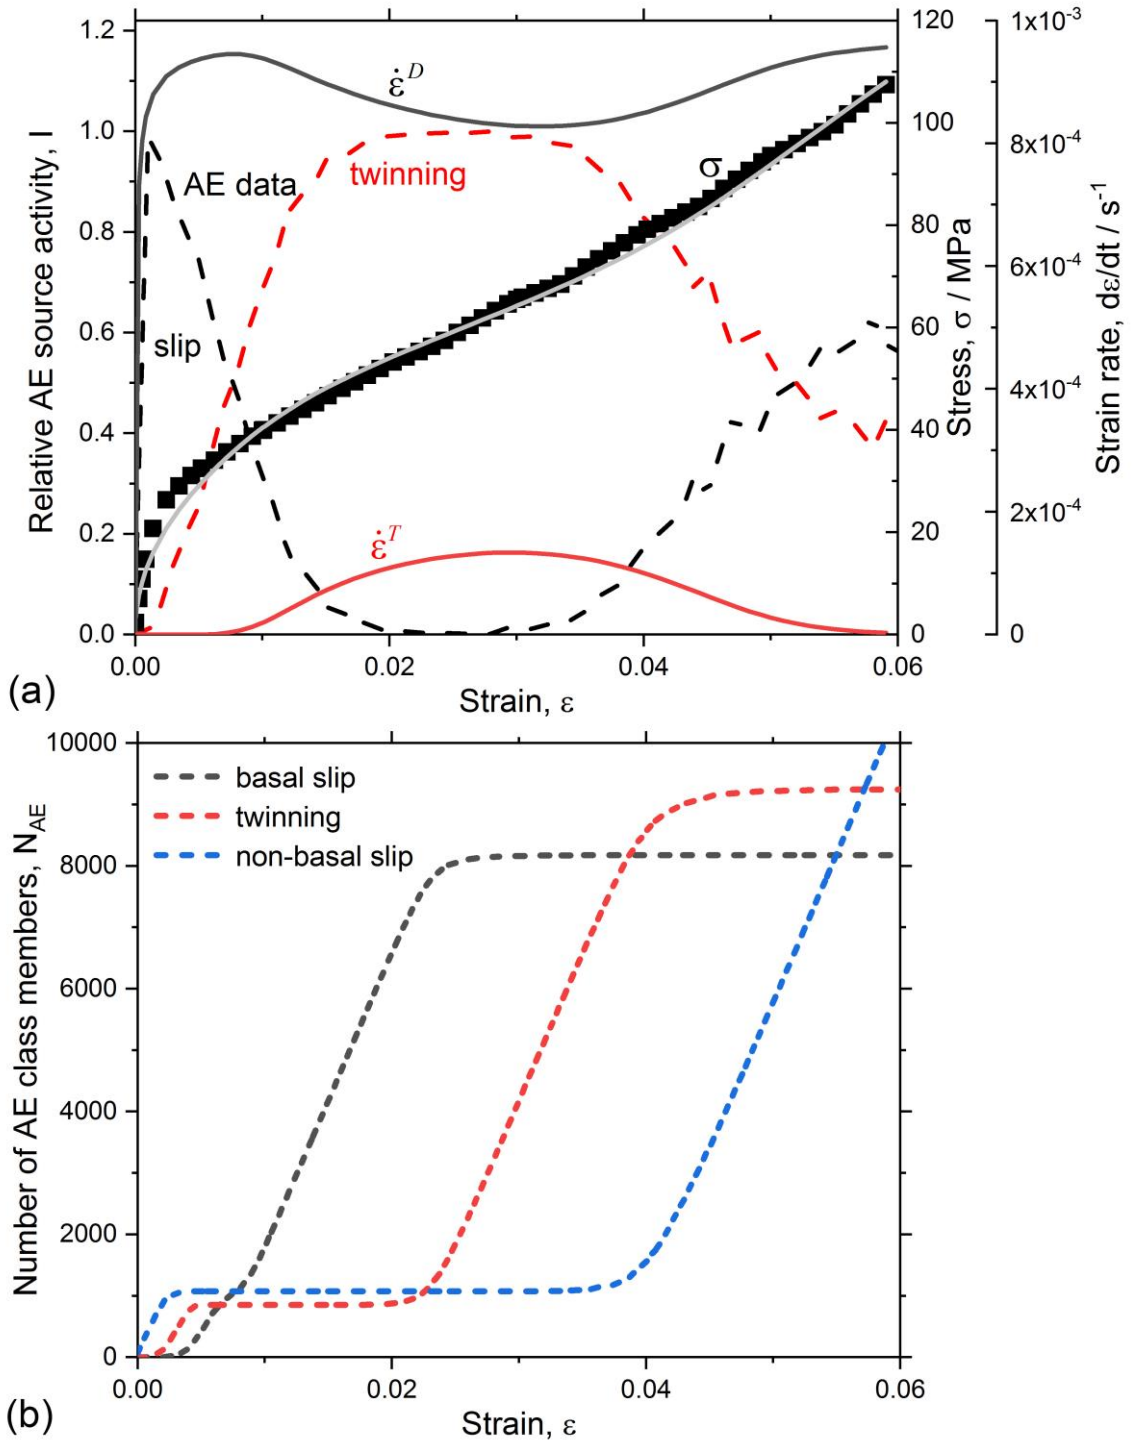 1.2
1.0
0.8
0.6
0.4
0.2
0.0
Relative AE source activity, I
ε̇ᴰ
AE data
twinning
σ
slip
ε̇ᵀ
120
100
80
60
40
20
0
Stress, σ / MPa
1x10⁻³
8x10⁻⁴
6x10⁻⁴
4x10⁻⁴
2x10⁻⁴
0
Strain rate, dε/dt / s⁻¹
0.00 0.02 0.04 0.06
(a)
Strain, ε
10000
8000
6000
4000
2000
0
Number of AE class members, N_AE
basal slip
twinning
non-basal slip
0.00 0.02 0.04 0.06
(b)
Strain, ε